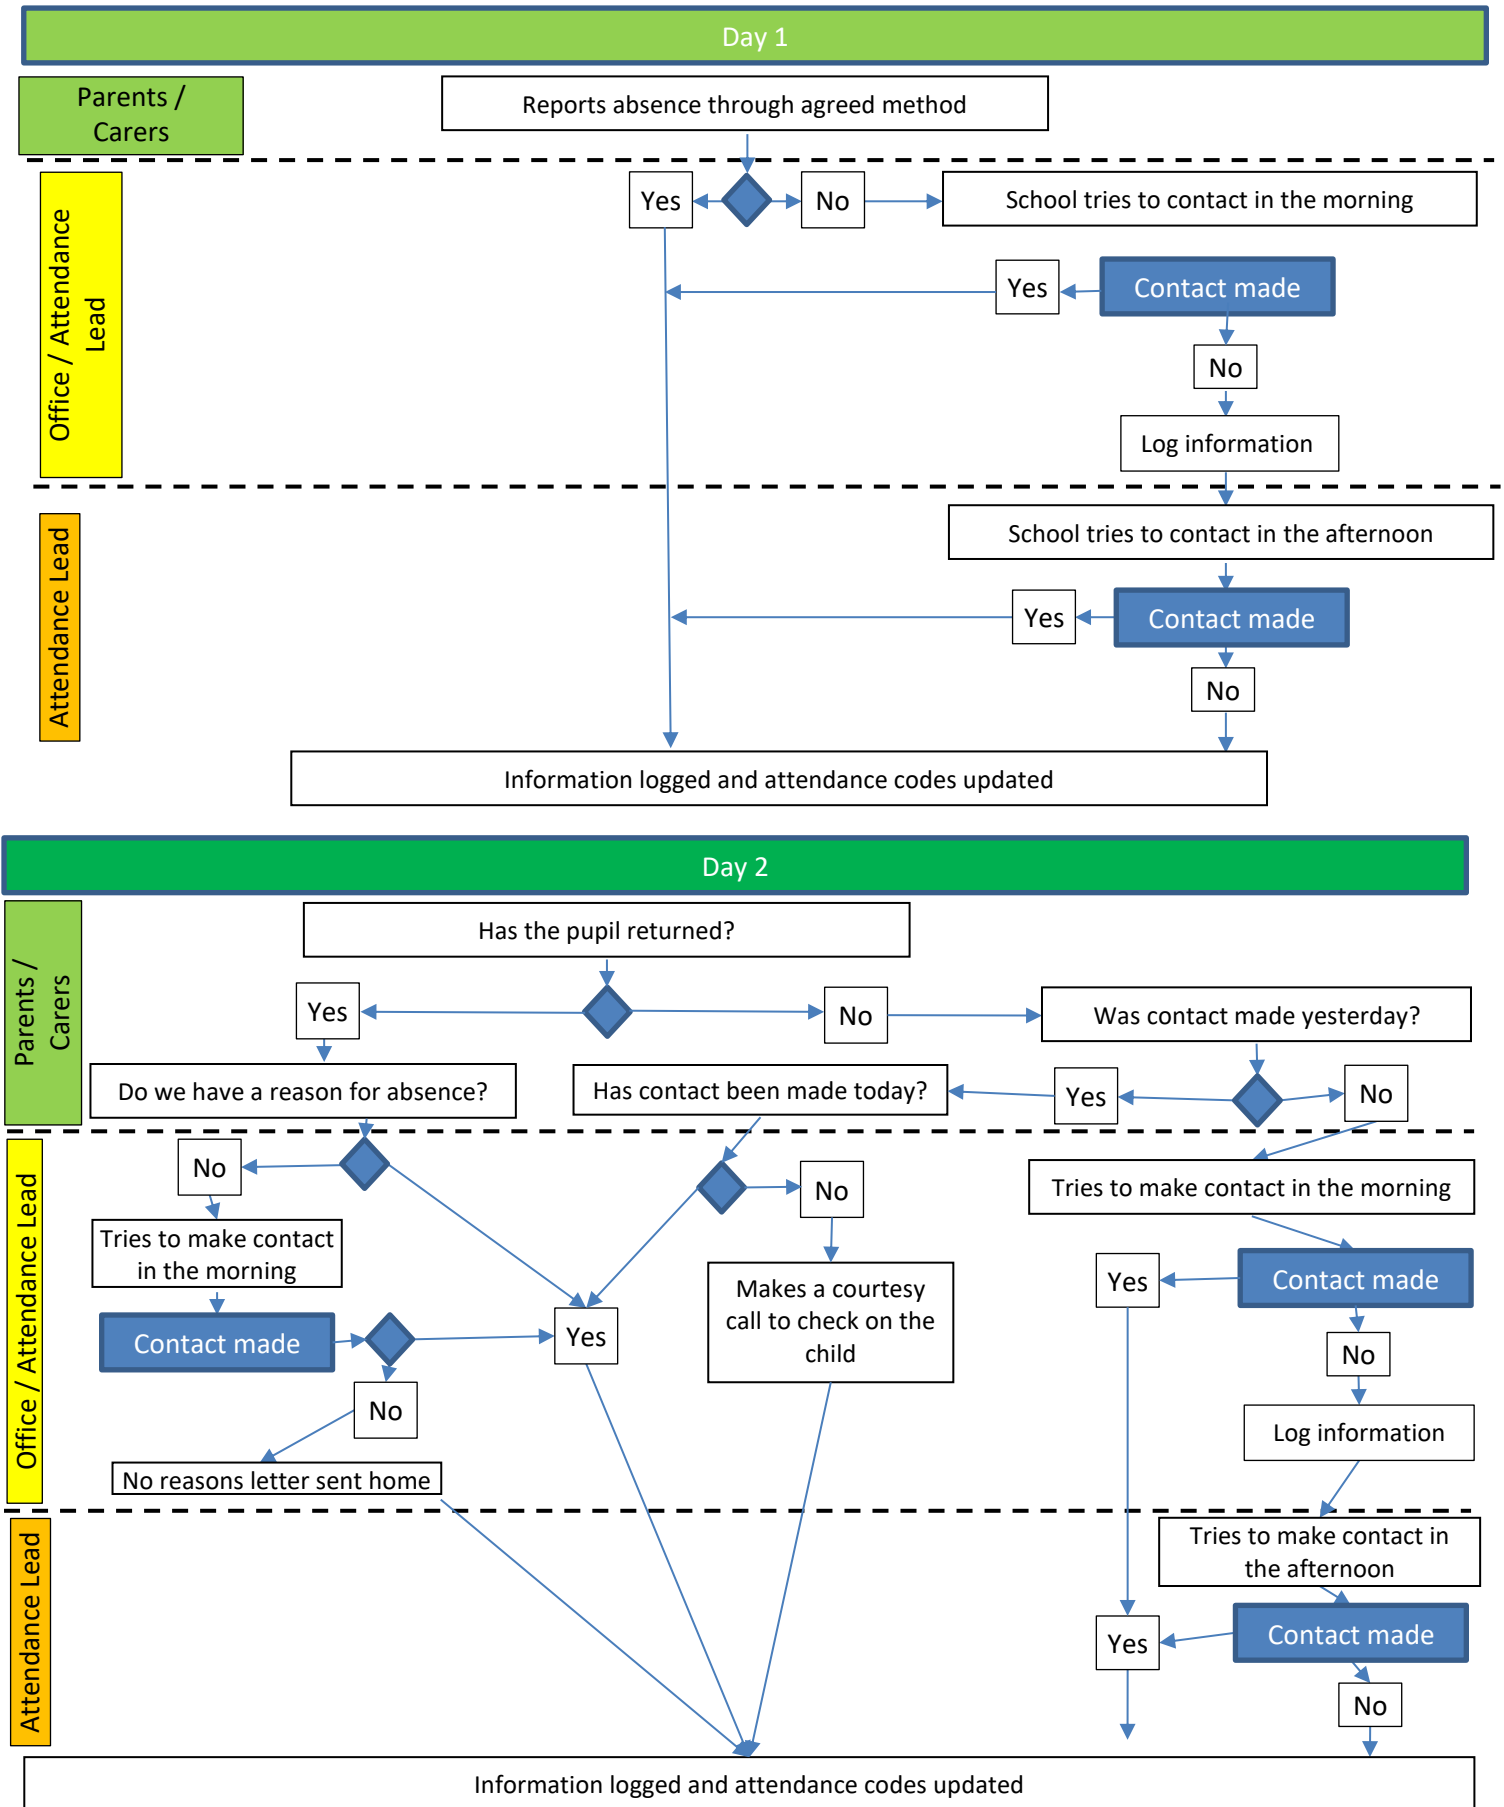 Day 1
Parents /
Carers
Reports absence through agreed method
Office / Attendance
Lead
Yes
No
School tries to contact in the morning
Yes
Contact made
No
Log information
Attendance Lead
School tries to contact in the afternoon
Yes
Contact made
No
Information logged and attendance codes updated
Day 2
Parents /
Carers
Has the pupil returned?
Yes
No
Was contact made yesterday?
Do we have a reason for absence?
Has contact been made today?
Yes
No
Office / Attendance Lead
No
No
Tries to make contact in the morning
Tries to make contact
in the morning
Makes a courtesy
call to check on the
child
Yes
Contact made
Contact made
Yes
No
No
Log information
No reasons letter sent home
Attendance Lead
Tries to make contact in
the afternoon
Yes
Contact made
No
Information logged and attendance codes updated